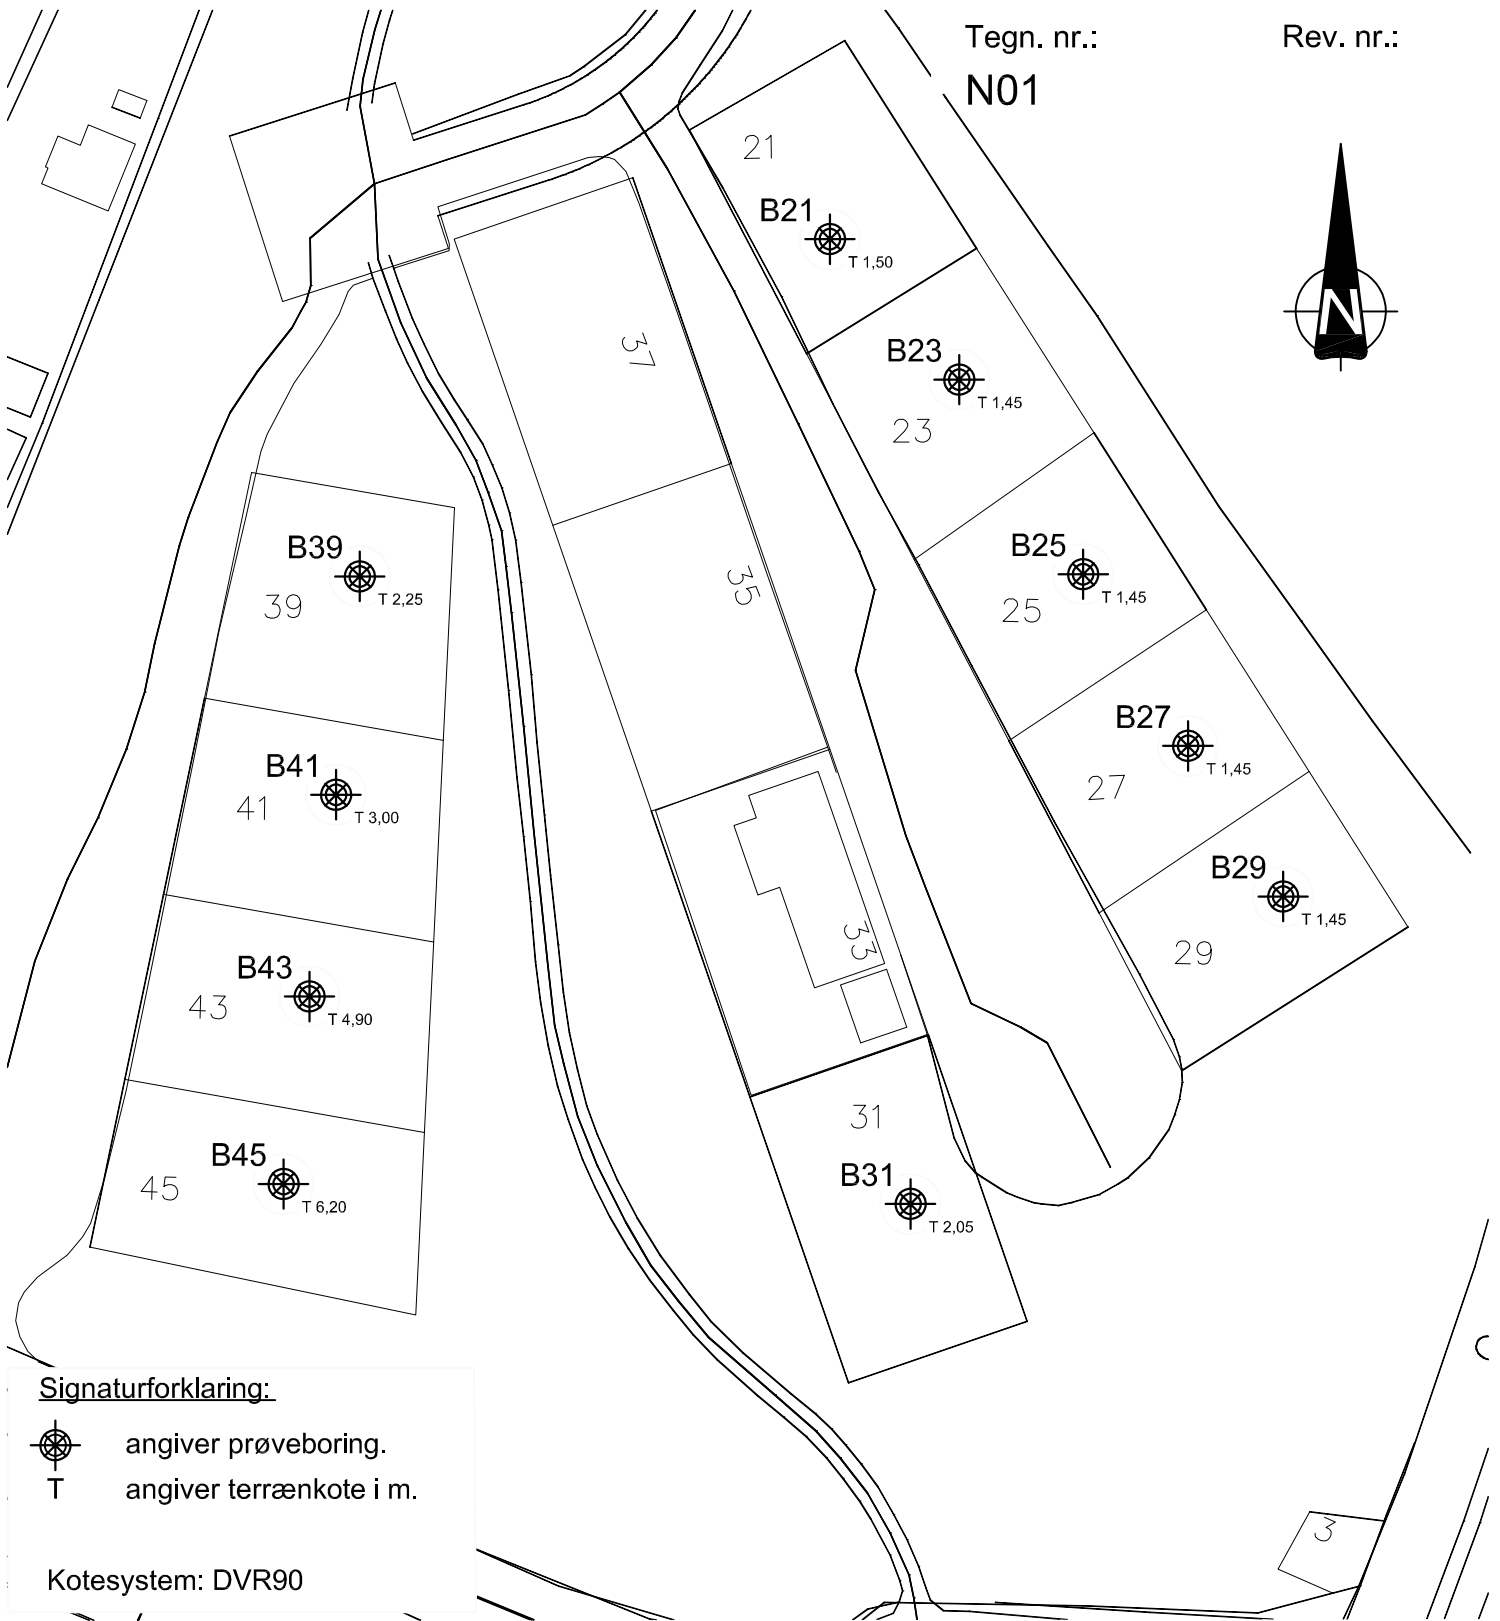 Tegn. nr.:
Rev. nr.:
N01
21
B21
T 1,50
N
37
B23
T 1,45
23
B39
T 2,25
39
35
B25
T 1,45
25
B27
T 1,45
27
B41
T 3,00
41
B29
T 1,45
29
33
B43
T 4,90
43
31
B31
T 2,05
B45
T 6,20
45
Signaturforklaring:
angiver prøveboring.
T angiver terrænkote i m.
3
Kotesystem: DVR90